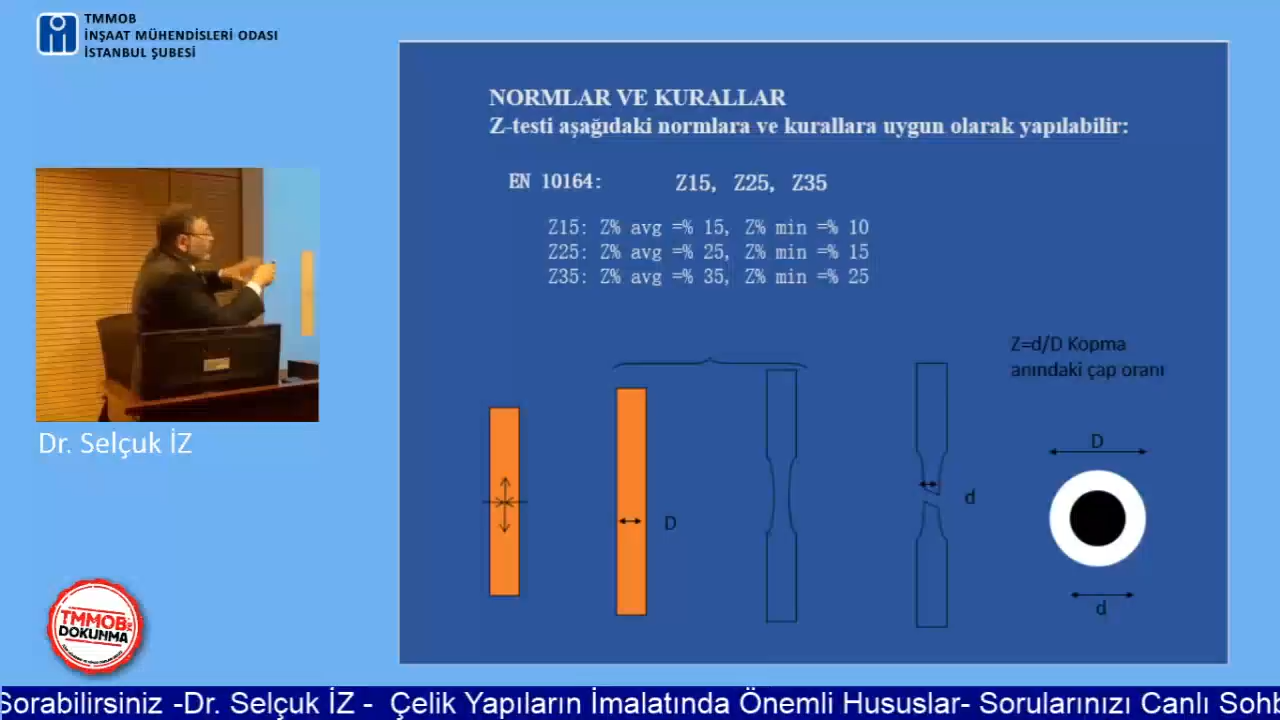 TMMOB
İNŞAAT MÜHENDİSLERİ ODASI
İSTANBUL ŞUBESİ
NORMLAR VE KURALLAR
Z-testi aşağıdaki normlara ve kurallara uygun olarak yapılabilir:
EN 10164: Z15, Z25, Z35
Z15: Z% avg =% 15, Z% min =% 10
Z25: Z% avg =% 25, Z% min =% 15
Z35: Z% avg =% 35, Z% min =% 25
Z=d/D Kopma
anındaki çap oranı
D
d
D
d
Dr. Selçuk İZ
TMMOB
DOKUNMA
Sorabilirsiniz -Dr. Selçuk İZ - Çelik Yapıların İmalatında Önemli Hususlar- Sorularınızı Canlı Sohb